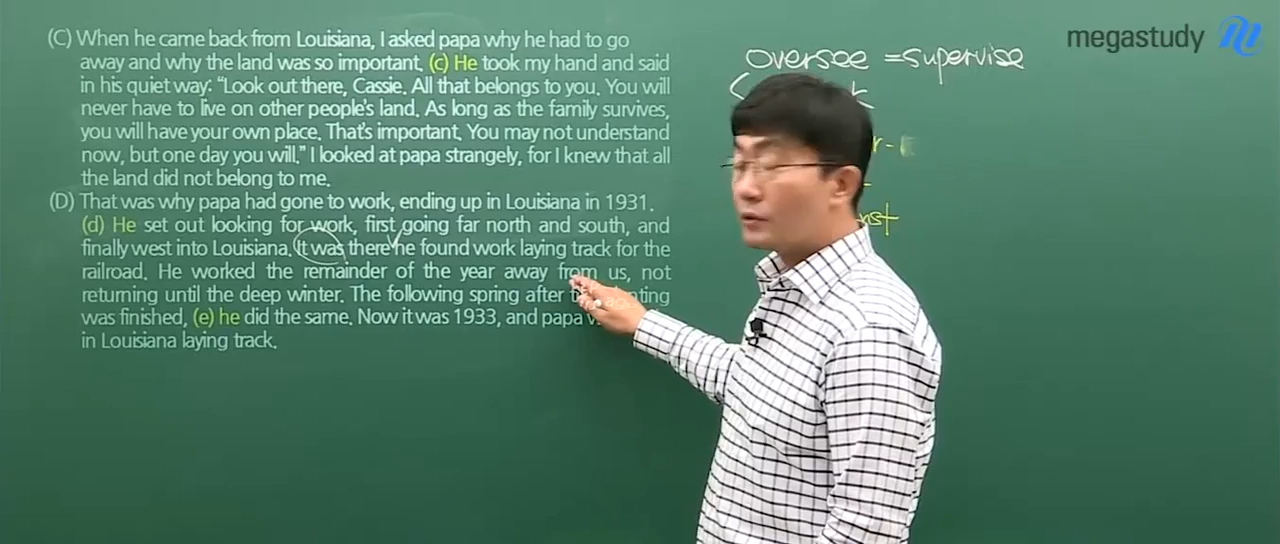 (C) When he came back from Louisiana, I asked papa why he had to go
away and why the land was so important. (c) He took my hand and said
in his quiet way: “Look out there, Cassie. All that belongs to you. You will
never have to live on other people’s land. As long as the family survives,
you will have your own place. That’s important. You may not understand
now, but one day you will.” I looked at papa strangely, for I knew that all
the land did not belong to me.
(D) That was why papa had gone to work, ending up in Louisiana in 1931.
(d) He set out looking for work, first going far north and south, and
finally west into Louisiana. It was there he found work laying track for the
railroad. He worked the remainder of the year away from us, not
returning until the deep winter. The following spring after
was finished, (e) he did the same. Now it was 1933, and papa
in Louisiana laying track.
megastudy
oversee = supervise